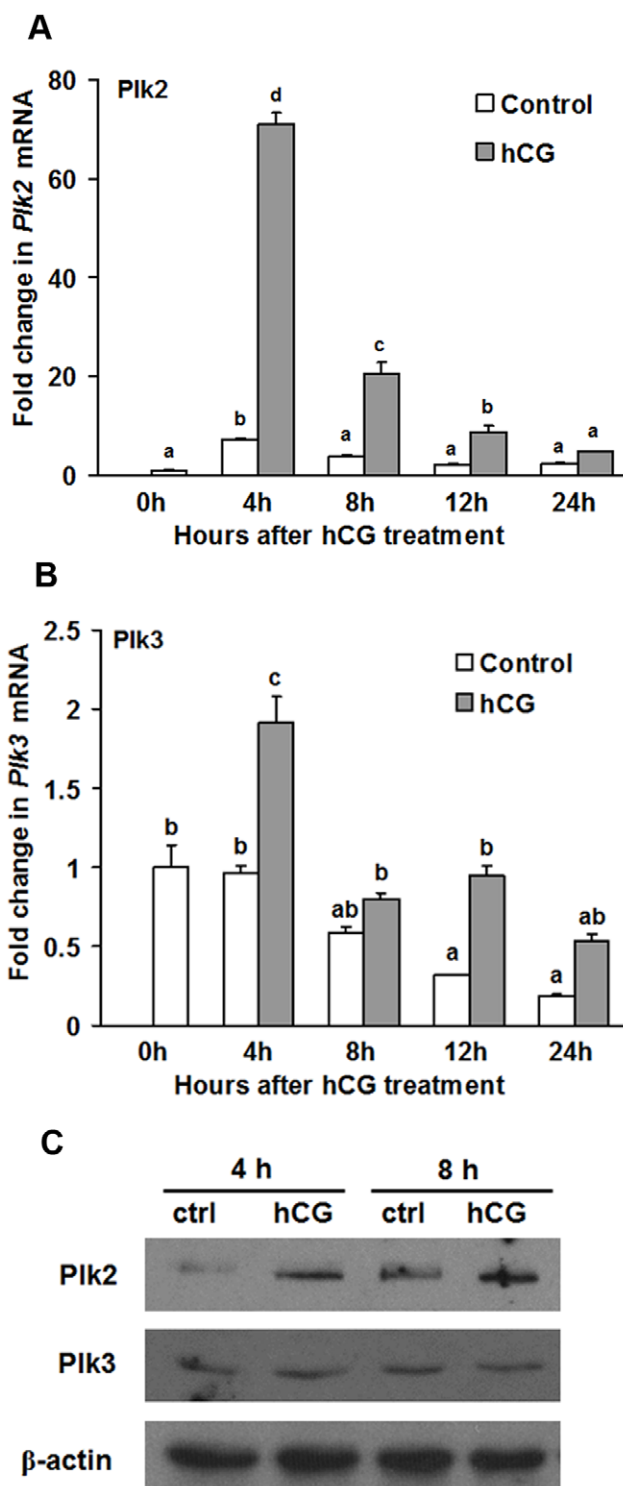 A
Fold change in Plk2 mRNA
80
60
40
20
0
Plk2
Control
hCG
a
b
d
a
c
a
b
a
a
0h 4h 8h 12h 24h
Hours after hCG treatment
B
Fold change in Plk3 mRNA
2.5
2
1.5
1
0.5
0
Plk3
Control
hCG
b
b
c
ab
b
a
b
a
ab
0h 4h 8h 12h 24h
Hours after hCG treatment
C
4 h 8 h
ctrl hCG ctrl hCG
Plk2
Plk3
β-actin